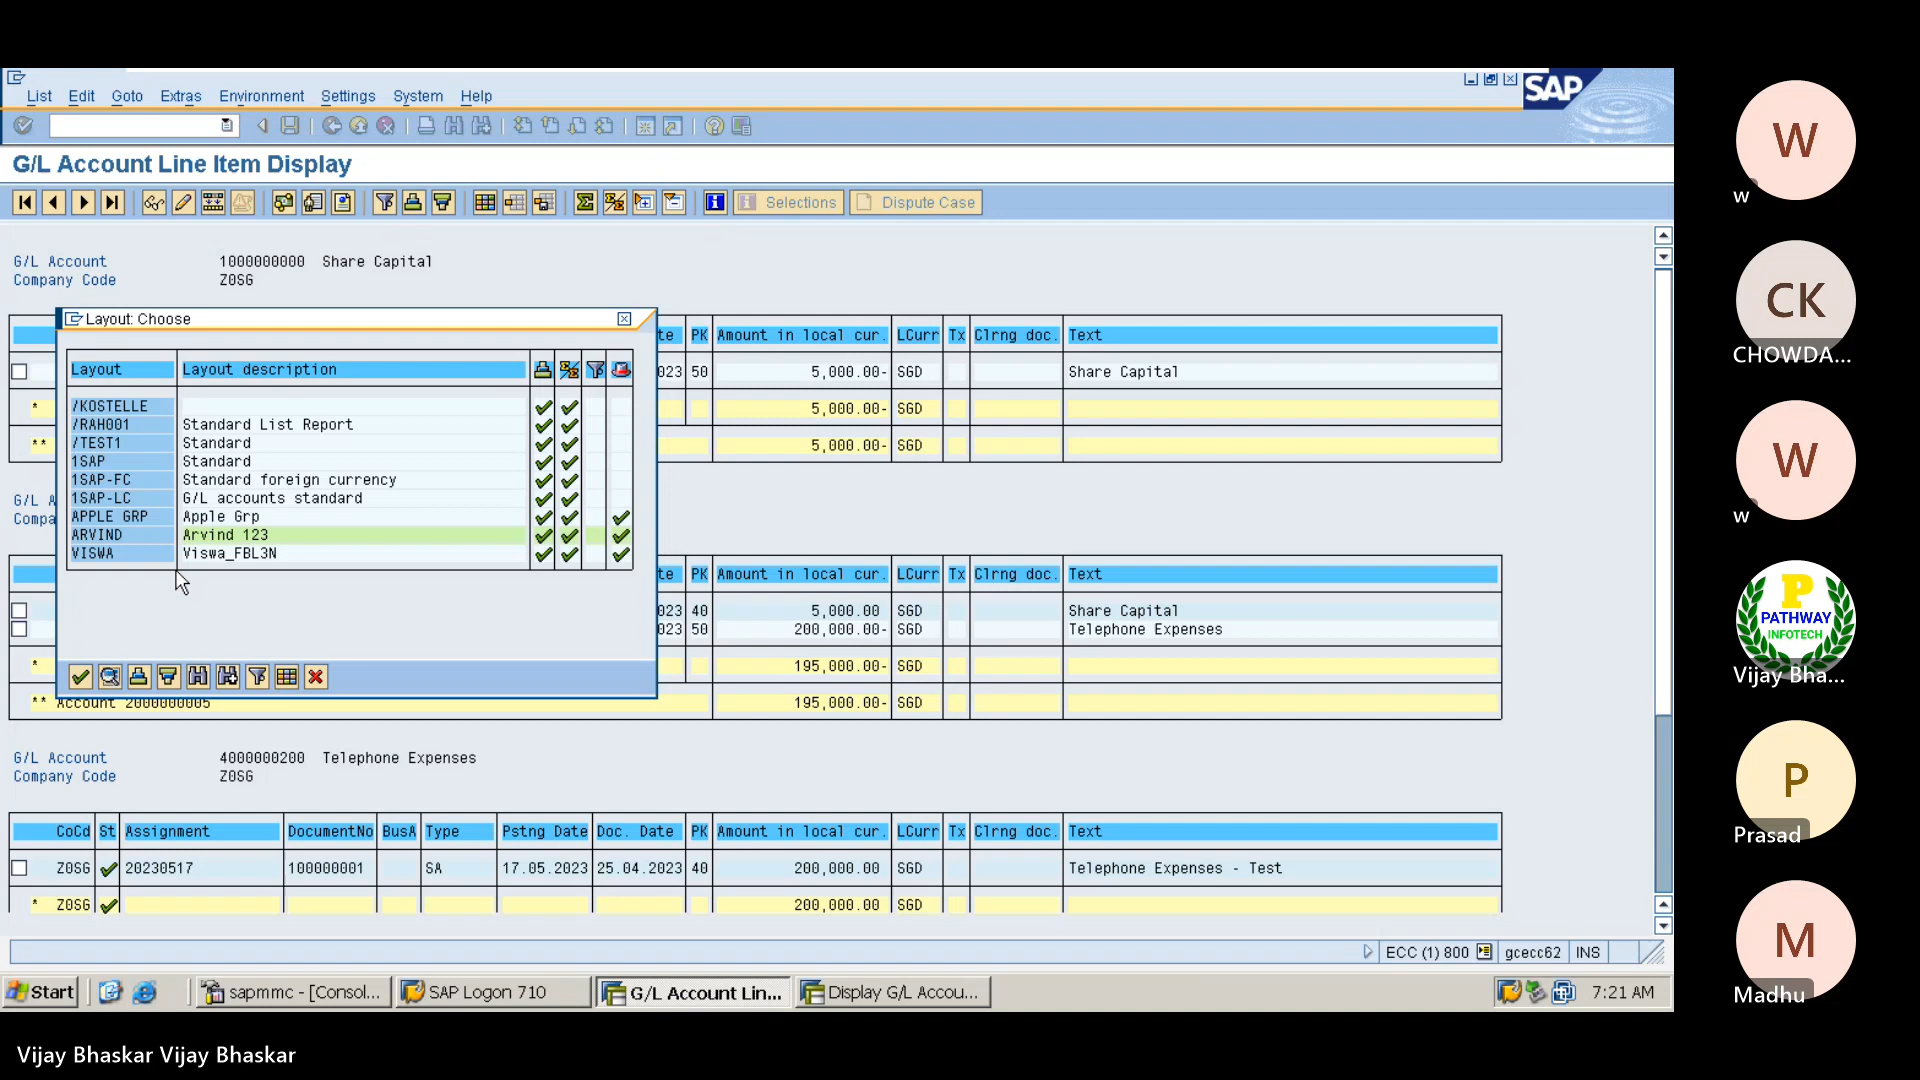 List Edit Goto Extras Environment Settings System Help
SAP
G/L Account Line Item Display
Selections Dispute Case
G/L Account 1000000000 Share Capital
Company Code Z0SG
Layout: Choose
te PK Amount in local cur. LCurr Tx Clrng doc. Text
Layout Layout description
023 50 5,000.00- SGD Share Capital
/KOSTELLE
* 5,000.00- SGD
/RAH001 Standard List Report
/TEST1 Standard
** 5,000.00- SGD
1SAP Standard
1SAP-FC Standard foreign currency
1SAP-LC G/L accounts standard
G/L A
APPLE GRP Apple Grp
Compa
ARVIND Arvind 123
VISWA Viswa_FBL3N
te PK Amount in local cur. LCurr Tx Clrng doc. Text
023 40 5,000.00 SGD Share Capital
023 50 200,000.00- SGD Telephone Expenses
* 195,000.00- SGD
** Account 2000000005 195,000.00- SGD
G/L Account 4000000200 Telephone Expenses
Company Code Z0SG
CoCd St Assignment DocumentNo BusA Type Pstng Date Doc. Date PK Amount in local cur. LCurr Tx Clrng doc. Text
Z0SG 20230517 100000001 SA 17.05.2023 25.04.2023 40 200,000.00 SGD Telephone Expenses - Test
* Z0SG 200,000.00 SGD
ECC (1) 800 gcecc62 INS
Start sapmmc - [Consol... SAP Logon 710 G/L Account Lin... Display G/L Accou... 7:21 AM
Vijay Bhaskar Vijay Bhaskar
W
w
CK
CHOWDA...
W
w
P
PATHWAY
INFOTECH
Vijay Bha...
P
Prasad
M
Madhu